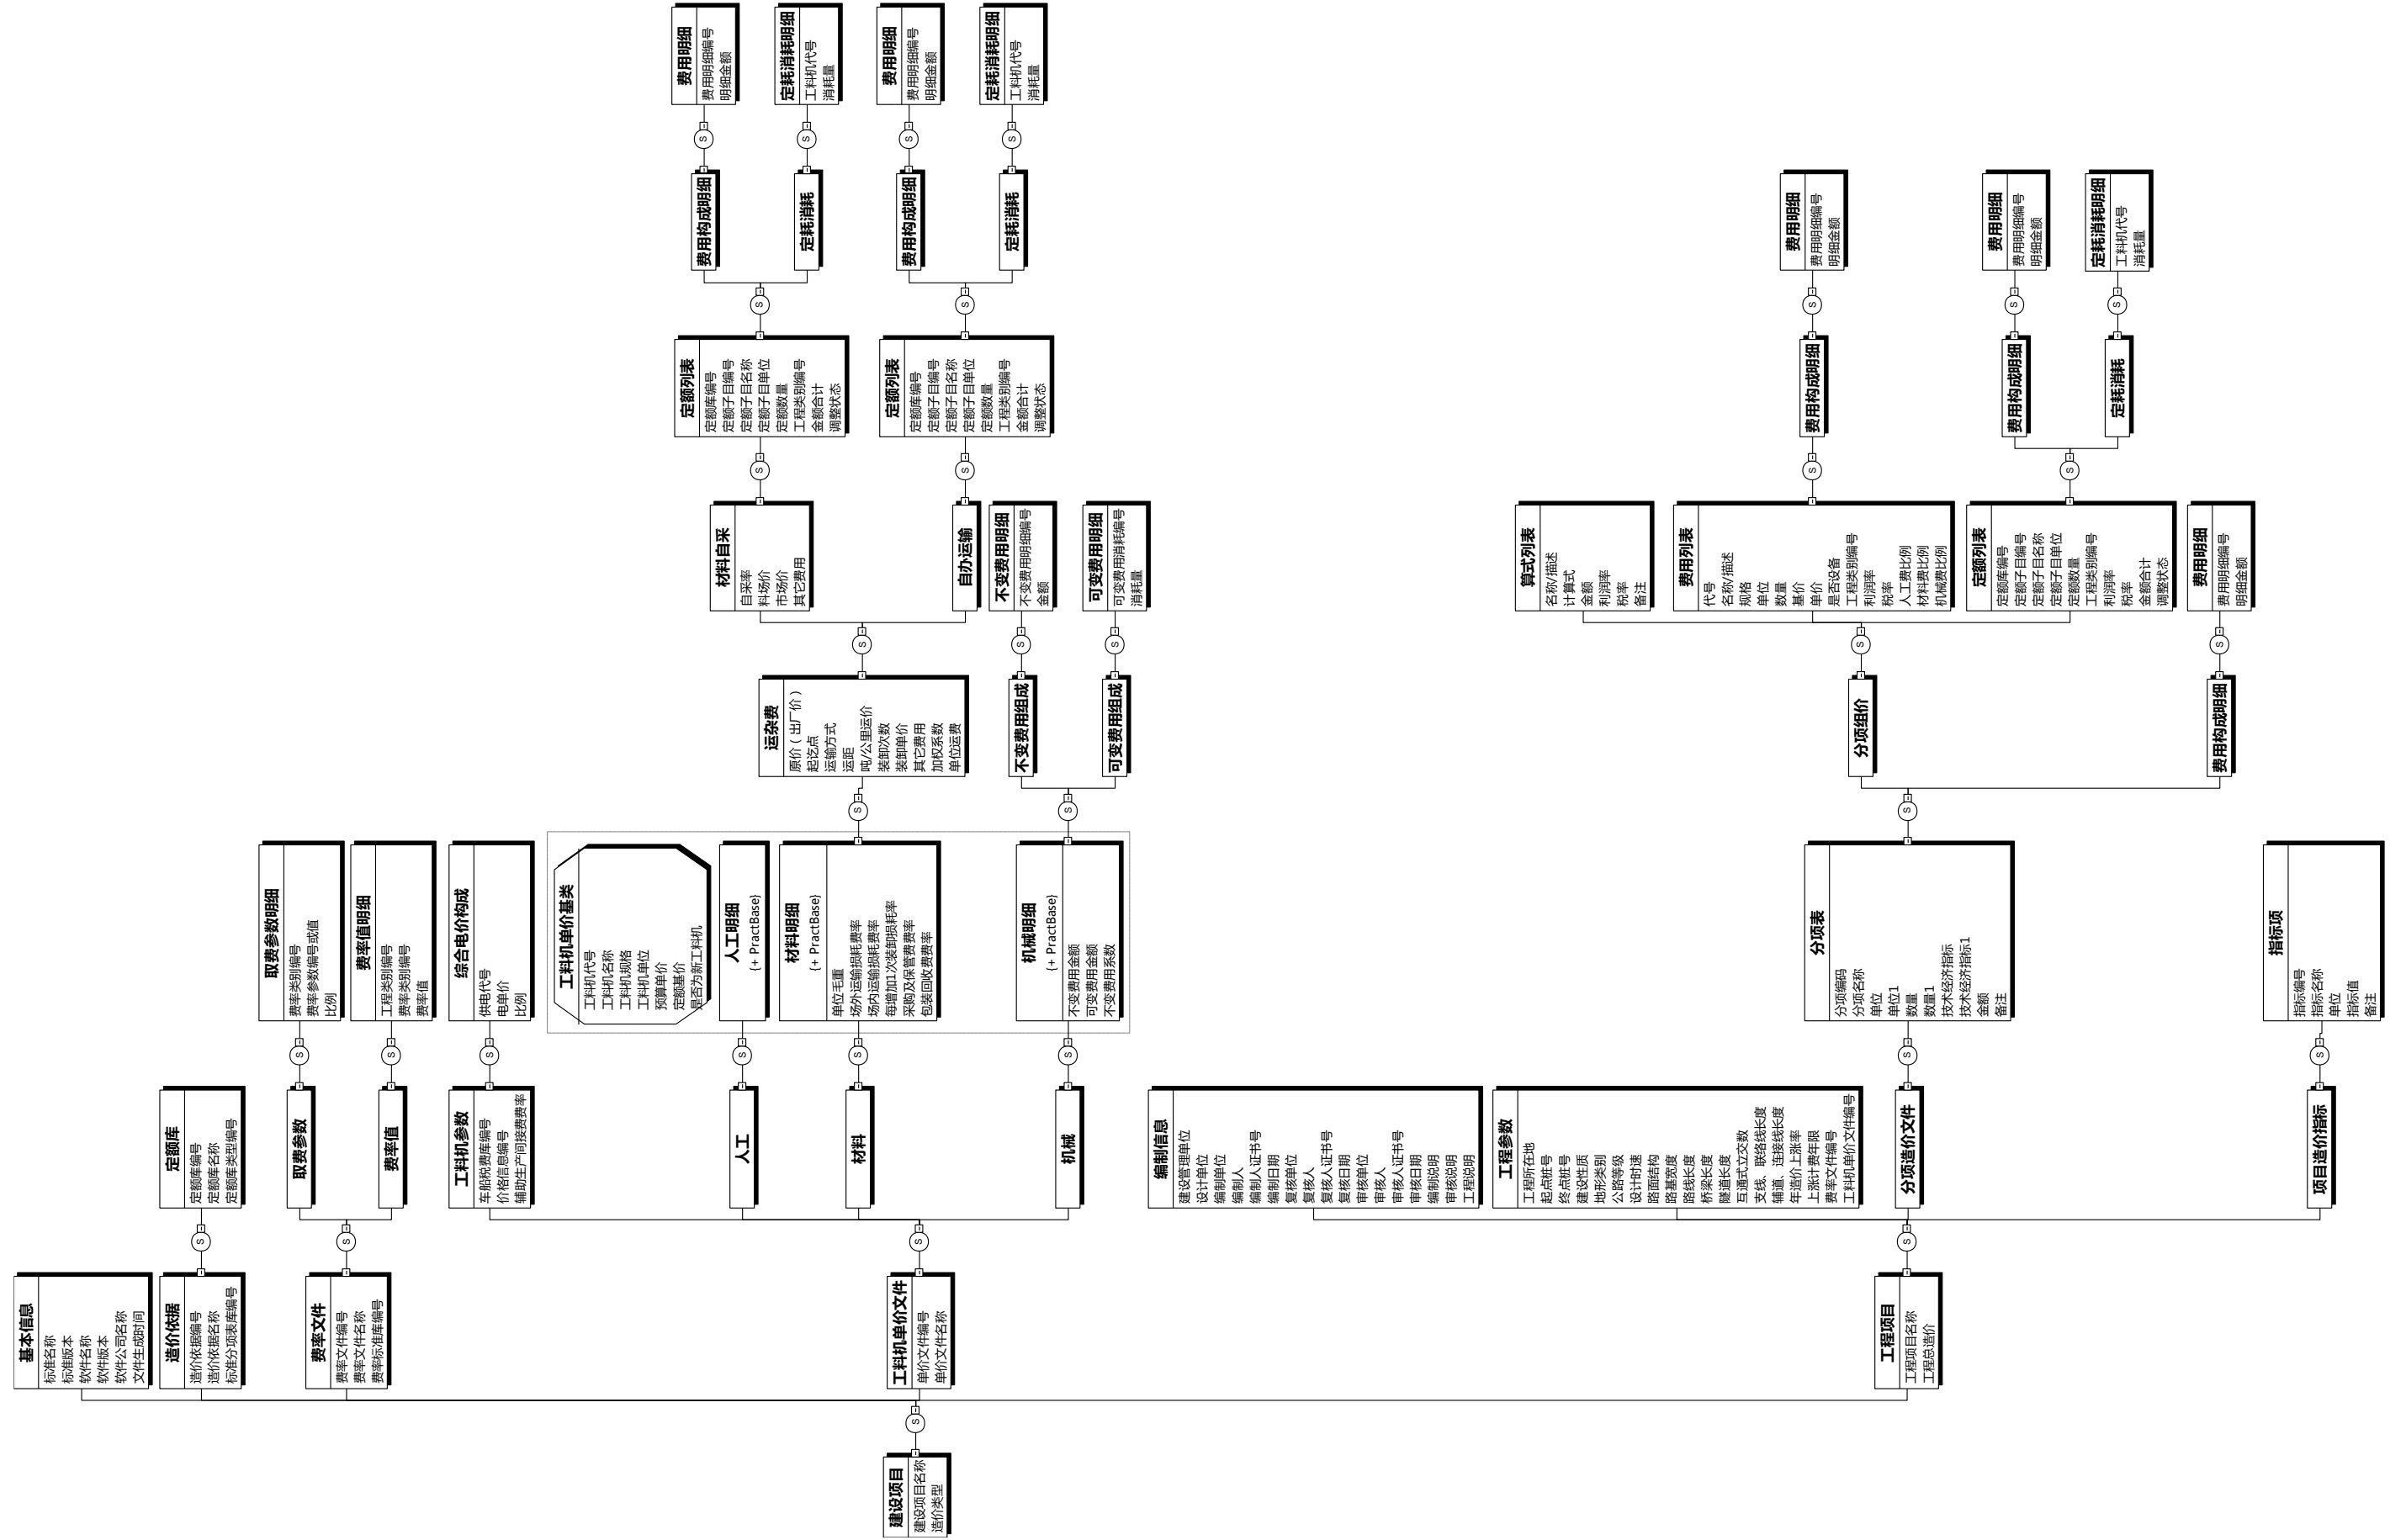 建设项目
建设项目名称
造价类型
基本信息
标准名称
标准版本
软件名称
软件版本
软件公司名称
文件生成时间
造价依据
造价依据编号
造价依据名称
标准分项表库编号
定额库
定额库编号
定额库名称
定额库类型编号
费率文件
费率文件编号
费率文件名称
费率标准库编号
取费参数
取费参数明细
费率类别编号
费率参数编号或值
比例
费率值
费率值明细
工程类别编号
费率类别编号
费率值
工料机单价文件
单价文件编号
单价文件名称
工料机参数
车船税费库编号
价格信息编号
辅助生产间接费费率
综合电价构成
供电代号
电单价
比例
工料机单价基类
工料机代号
工料机名称
工料机规格
工料机单位
预算单价
定额基价
是否为新工料机
人工
人工明细
{+ PractBase}
材料
材料明细
{+ PractBase}
单位毛重
场外运输损耗费率
场内运输损耗费率
每增加1次装卸损耗率
采购及保管费费率
包装回收费费率
运杂费
原价（出厂价）
起讫点
运输方式
运距
吨/公里运价
装卸次数
装卸单价
其它费用
加权系数
单位运费
材料自采
自采率
料场价
市场价
其它费用
定额列表
定额库编号
定额子目编号
定额子目名称
定额子目单位
定额数量
工程类别编号
金额合计
调整状态
费用构成明细
费用明细
费用明细编号
明细金额
定耗消耗
定耗消耗明细
工料机代号
消耗量
自办运输
定额列表
定额库编号
定额子目编号
定额子目名称
定额子目单位
定额数量
工程类别编号
金额合计
调整状态
费用构成明细
费用明细
费用明细编号
明细金额
定耗消耗
定耗消耗明细
工料机代号
消耗量
机械
机械明细
{+ PractBase}
不变费用金额
可变费用金额
不变费用系数
不变费用组成
不变费用明细
不变费用明细编号
金额
可变费用组成
可变费用明细
可变费用消耗编号
消耗量
工程项目
工程项目名称
工程总造价
编制信息
建设管理单位
设计单位
编制单位
编制人
编制人证书号
编制日期
复核单位
复核人
复核人证书号
复核日期
审核单位
审核人
审核人证书号
审核日期
编制说明
审核说明
工程说明
工程参数
工程所在地
起点桩号
终点桩号
建设性质
地形类别
公路等级
设计时速
路面结构
路基宽度
路线长度
桥梁长度
隧道长度
互通式立交数
支线、联络线长度
辅道、连接线长度
年造价上涨率
上涨计费年限
费率文件编号
工料机单价文件编号
分项造价文件
分项表
分项编码
分项名称
单位
单位1
数量
数量1
技术经济指标
技术经济指标1
金额
备注
分项组价
算式列表
名称/描述
计算式
金额
利润率
税率
备注
费用列表
代号
名称/描述
规格
单位
数量
基价
单价
是否设备
工程类别编号
利润率
税率
人工费比例
材料费比例
机械费比例
费用构成明细
费用明细
费用明细编号
明细金额
定额列表
定额库编号
定额子目编号
定额子目名称
定额子目单位
定额数量
工程类别编号
利润率
税率
金额合计
调整状态
费用构成明细
费用明细
费用明细编号
明细金额
定耗消耗
定耗消耗明细
工料机代号
消耗量
费用构成明细
费用明细
费用明细编号
明细金额
项目造价指标
指标项
指标编号
指标名称
单位
指标值
备注